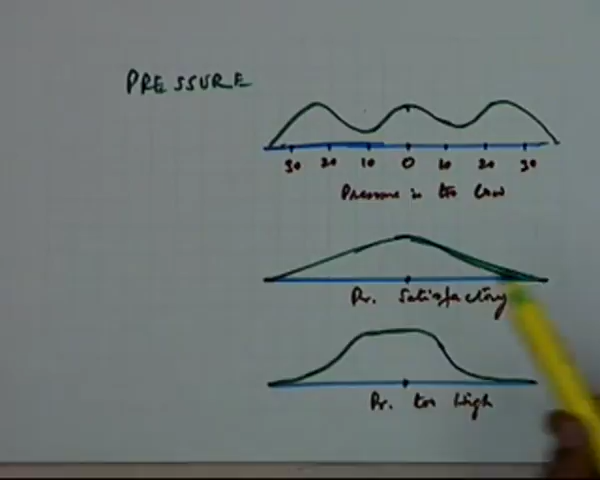 PRESSURE
30 20 10 0 10 20 30
Pressure is too low
Pr. Satisfactory
Pr. too high